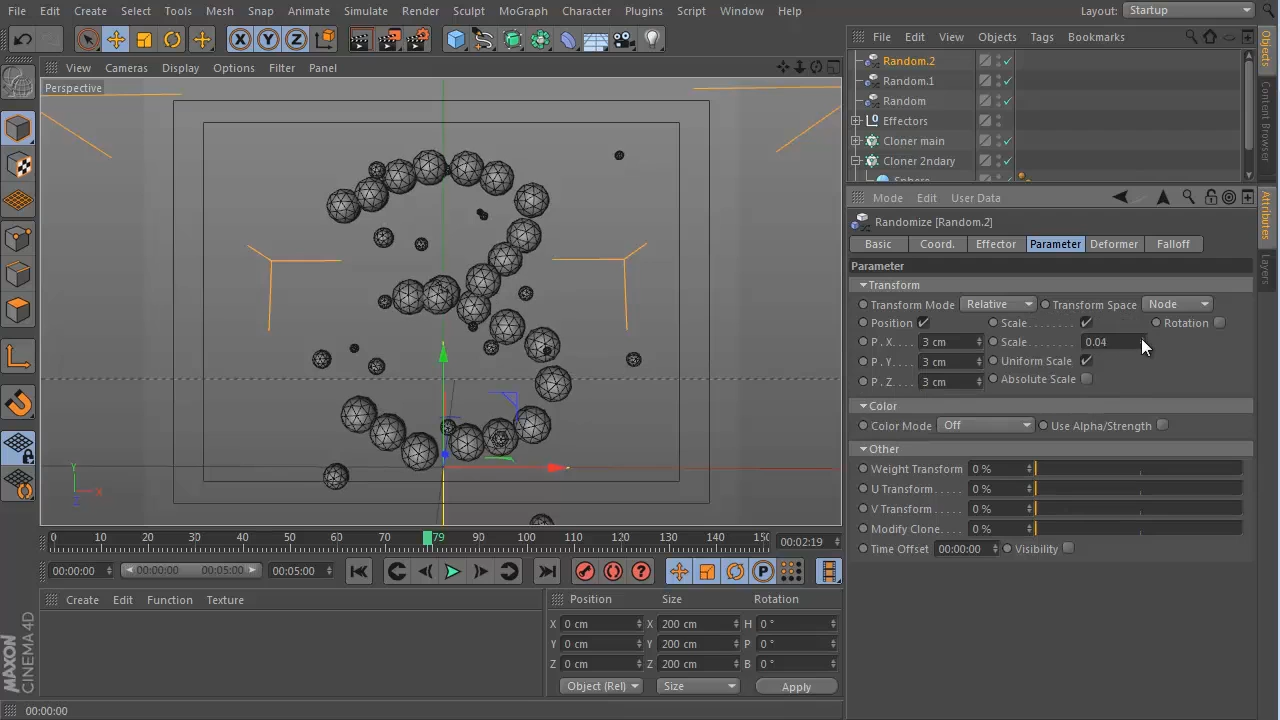 File Edit Create Select Tools Mesh Snap Animate Simulate Render Sculpt MoGraph Character Plugins Script Window Help Layout: Startup
X Y Z
View Cameras Display Options Filter Panel
File Edit View Objects Tags Bookmarks
Perspective
Random.2
Random.1
Random
Effectors
Cloner main
Cloner 2ndary
Sphere
Objects
Content Browser
Attributes
Layers
Mode Edit User Data
Randomize [Random.2]
Basic Coord. Effector Parameter Deformer Falloff
Parameter
Transform
Transform Mode Relative Transform Space Node
Position Scale . . . . . . . . Rotation
P . X. 3 cm Scale . . . . . . . . 0.04
P . Y. . . . 3 cm Uniform Scale
P . Z. . . . 3 cm Absolute Scale
Color
Color Mode Off Use Alpha/Strength
Other
Weight Transform 0 %
U Transform. . . . . 0 %
V Transform. . . . . 0 %
Modify Clone. . . . 0 %
Time Offset 00:00:00 Visibility
Y
X
Z
0 10 20 30 40 50 60 70 79 90 100 110 120 130 140 150 00:02:19
00:00:00 00:00:00 00:05:00 00:05:00 P
Create Edit Function Texture
Position Size Rotation
X 0 cm X 200 cm H 0 °
Y 0 cm Y 200 cm P 0 °
Z 0 cm Z 200 cm B 0 °
Object (Rel) Size Apply
MAXON
CINEMA 4D
00:00:00